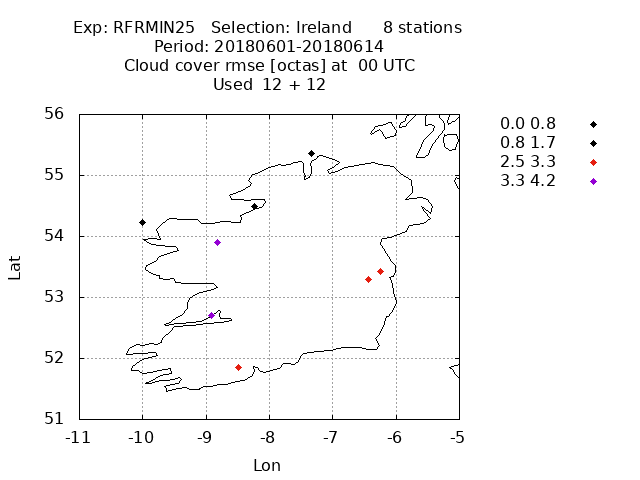 Exp: RFRMIN25   Selection: Ireland      8 stations
Period: 20180601-20180614
Cloud cover rmse [octas] at  00 UTC
Used  12 + 12
0.0 0.8
0.8 1.7
2.5 3.3
3.3 4.2
56
55
54
53
52
51
Lat
-11 -10 -9 -8 -7 -6 -5
Lon